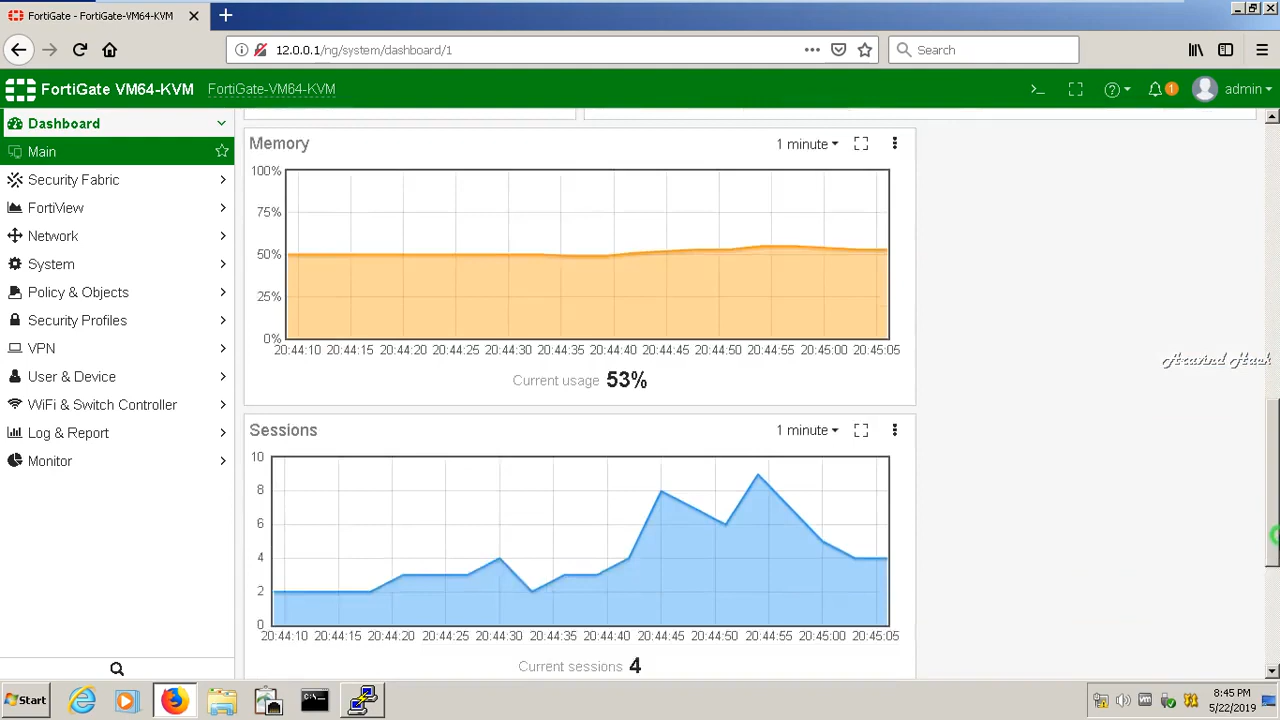 FortiGate - FortiGate-VM64-KVM
12.0.0.1/ng/system/dashboard/1
Search
FortiGate VM64-KVM FortiGate-VM64-KVM
>_
?
1
admin
Dashboard
Main
Security Fabric
FortiView
Network
System
Policy & Objects
Security Profiles
VPN
User & Device
WiFi & Switch Controller
Log & Report
Monitor
Memory 1 minute
100%
75%
50%
25%
0%
20:44:10 20:44:15 20:44:20 20:44:25 20:44:30 20:44:35 20:44:40 20:44:45 20:44:50 20:44:55 20:45:00 20:45:05
Current usage 53%
Sessions 1 minute
10
8
6
4
2
0
20:44:10 20:44:15 20:44:20 20:44:25 20:44:30 20:44:35 20:44:40 20:44:45 20:44:50 20:44:55 20:45:00 20:45:05
Current sessions 4
Start
8:45 PM
5/22/2019